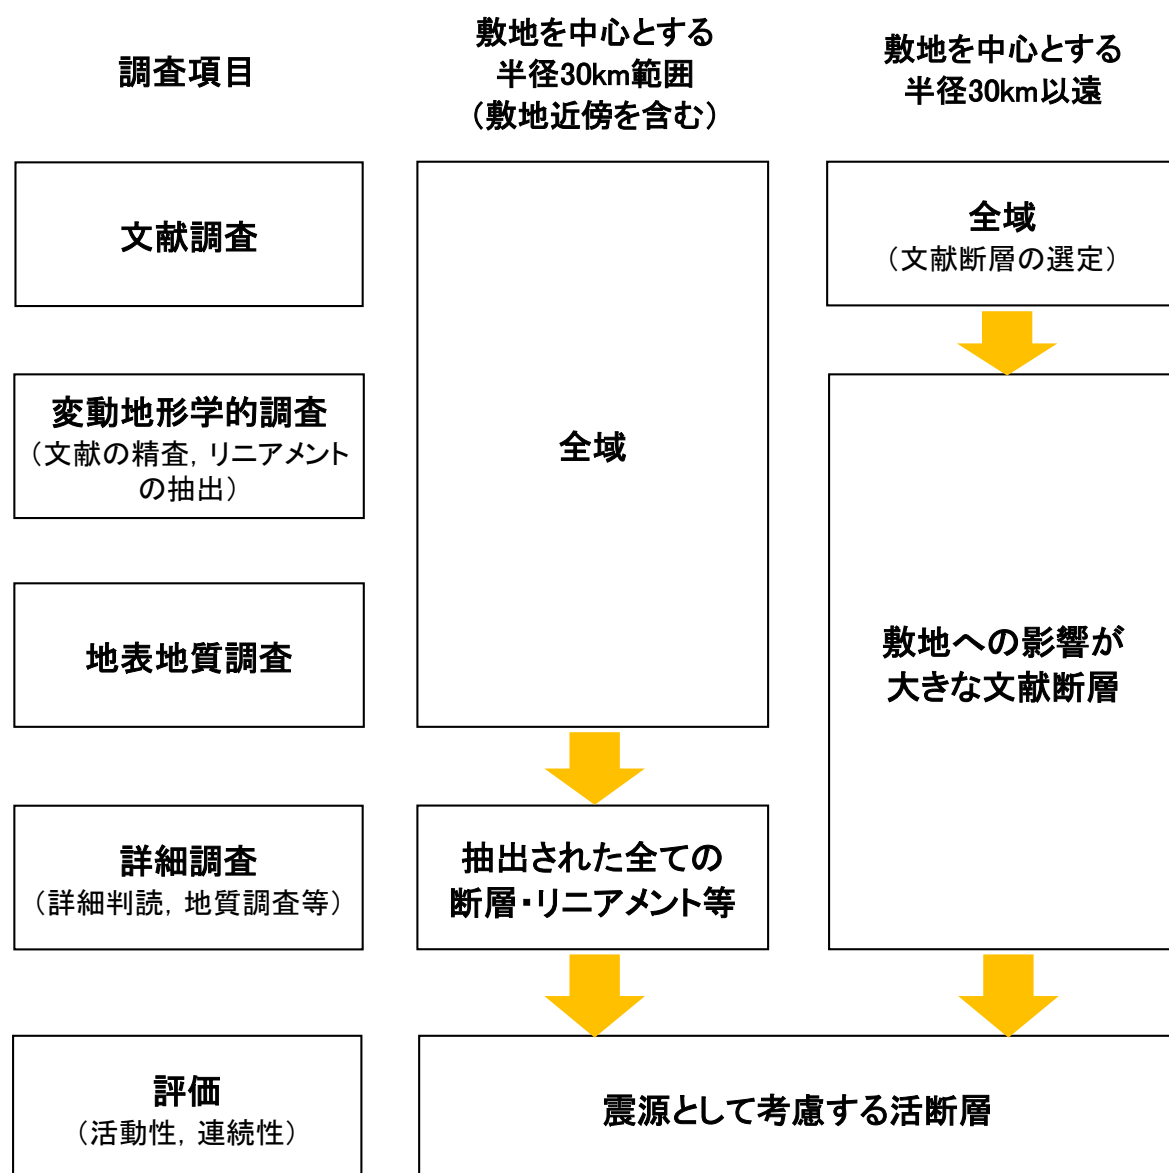 調査項目
敷地を中心とする
半径30km範囲
（敷地近傍を含む）
敷地を中心とする
半径30km以遠
文献調査
全域
（文献断層の選定）
変動地形学的調査
（文献の精査，リニアメント
の抽出）
全域
地表地質調査
敷地への影響が
大きな文献断層
詳細調査
（詳細判読，地質調査等）
抽出された全ての
断層・リニアメント等
評価
（活動性，連続性）
震源として考慮する活断層